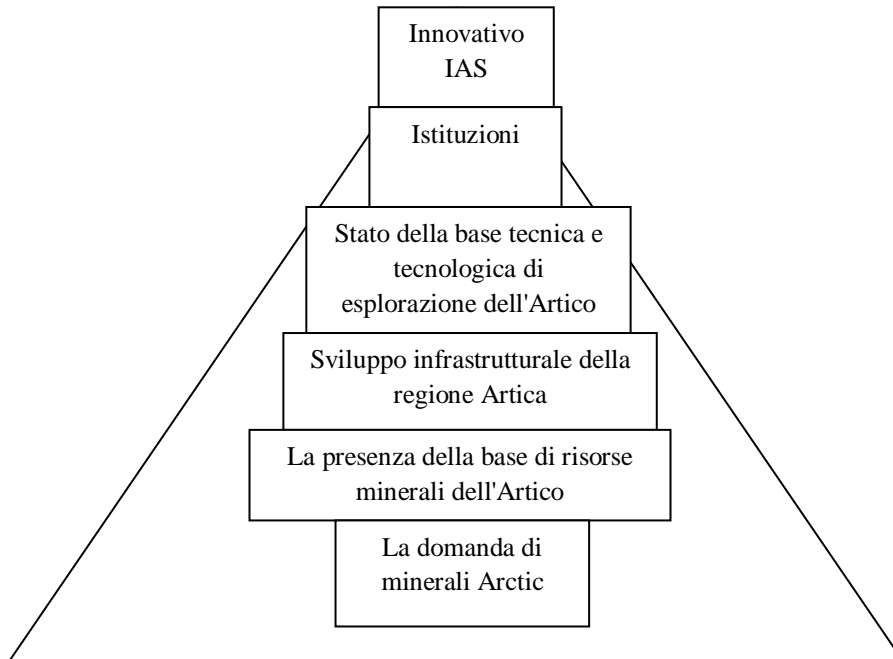 Innovativo
IAS
Istituzioni
Stato della base tecnica e
tecnologica di
esplorazione dell'Artico
Sviluppo infrastrutturale della
regione Artica
La presenza della base di risorse
minerali dell'Artico
La domanda di
minerali Arctic